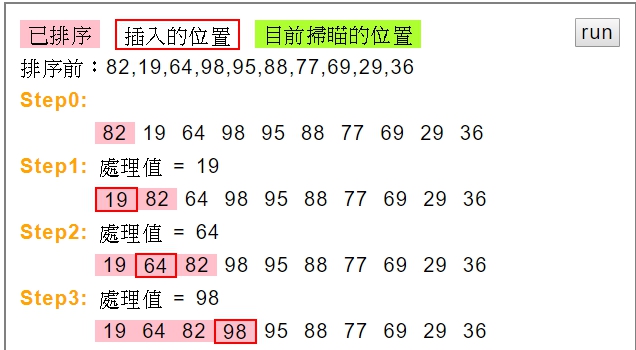 已排序 插入的位置 目前掃瞄的位置 run
排序前：82,19,64,98,95,88,77,69,29,36
Step0:
82 19 64 98 95 88 77 69 29 36
Step1: 處理值 = 19
19 82 64 98 95 88 77 69 29 36
Step2: 處理值 = 64
19 64 82 98 95 88 77 69 29 36
Step3: 處理值 = 98
19 64 82 98 95 88 77 69 29 36